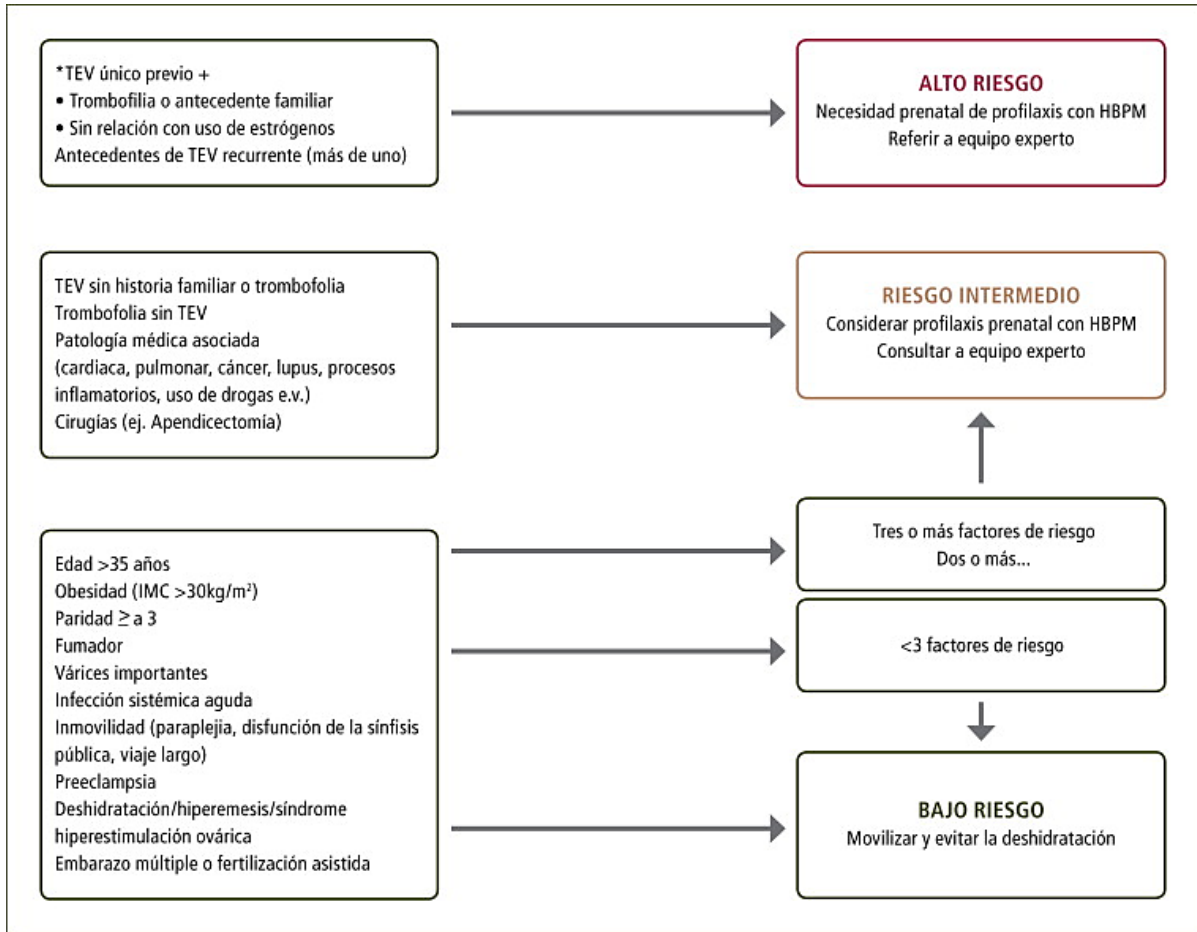 *TEV único previo +
• Trombofilia o antecedente familiar
• Sin relación con uso de estrógenos
Antecedentes de TEV recurrente (más de uno)
ALTO RIESGO
Necesidad prenatal de profilaxis con HBPM
Referir a equipo experto
TEV sin historia familiar o trombofolia
Trombofolia sin TEV
Patología médica asociada
(cardiaca, pulmonar, cáncer, lupus, procesos
inflamatorios, uso de drogas e.v.)
Cirugías (ej. Apendicectomía)
RIESGO INTERMEDIO
Considerar profilaxis prenatal con HBPM
Consultar a equipo experto
Edad >35 años
Obesidad (IMC >30kg/m²)
Paridad ≥ a 3
Fumador
Várices importantes
Infección sistémica aguda
Inmovilidad (paraplejia, disfunción de la sínfisis
pública, viaje largo)
Preeclampsia
Deshidratación/hiperemesis/síndrome
hiperestimulación ovárica
Embarazo múltiple o fertilización asistida
Tres o más factores de riesgo
Dos o más...
<3 factores de riesgo
BAJO RIESGO
Movilizar y evitar la deshidratación